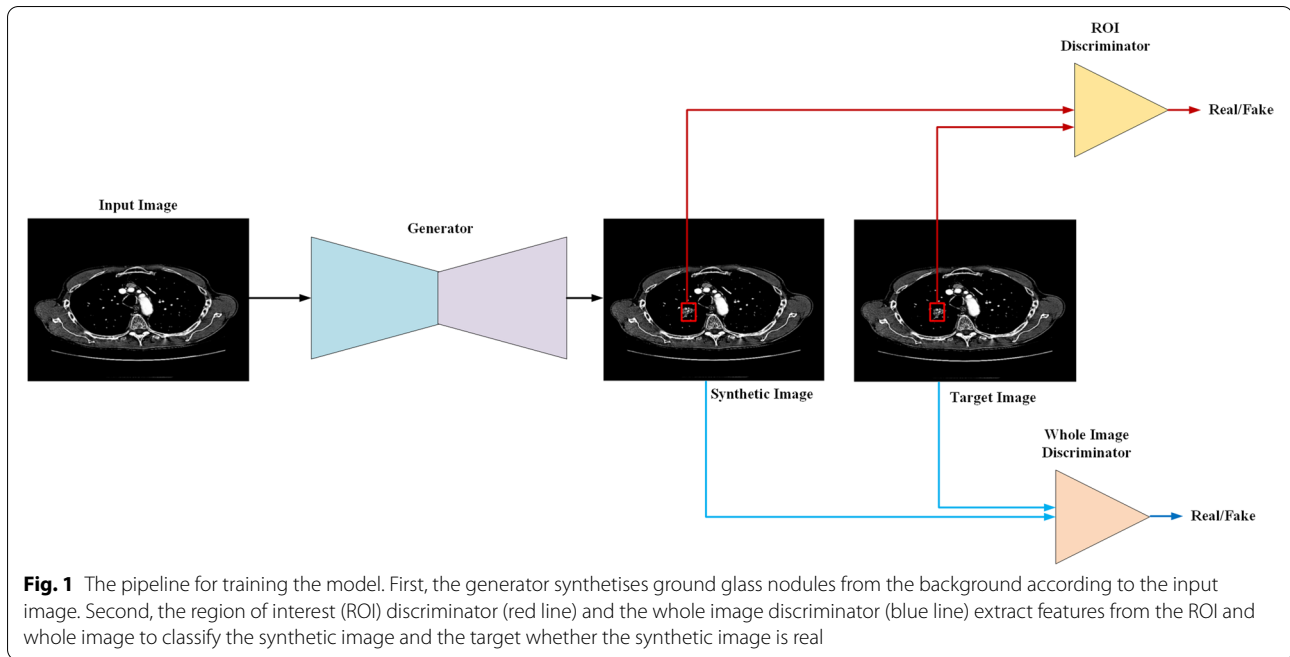 ROI
Discriminator
Real/Fake
Input Image
Generator
Synthetic Image
Target Image
Whole Image
Discriminator
Real/Fake
Fig. 1 The pipeline for training the model. First, the generator synthetises ground glass nodules from the background according to the input
image. Second, the region of interest (ROI) discriminator (red line) and the whole image discriminator (blue line) extract features from the ROI and
whole image to classify the synthetic image and the target whether the synthetic image is real